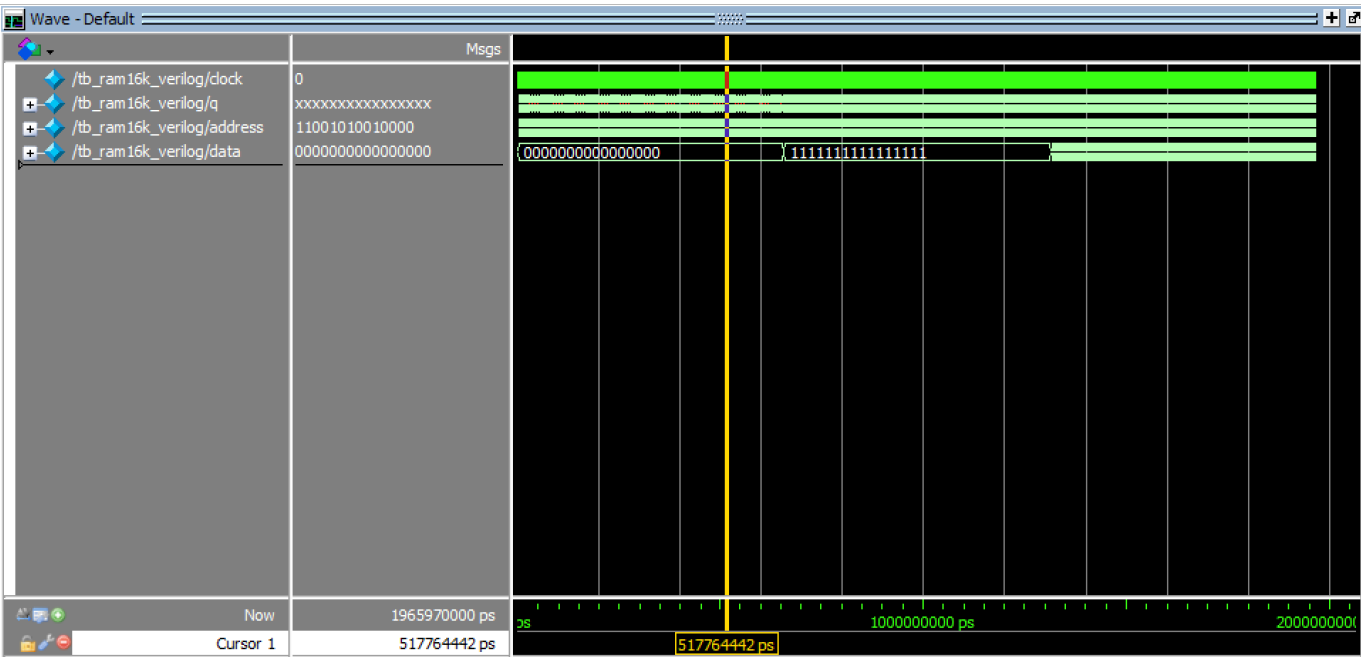 Wave - Default
Msgs
/tb_ram16k_verilog/clock 0
/tb_ram16k_verilog/q xxxxxxxxxxxxxxxx
/tb_ram16k_verilog/address 11001010010000
/tb_ram16k_verilog/data 0000000000000000 0000000000000000 1111111111111111
Now 1965970000 ps ps 1000000000 ps 2000000000
Cursor 1 517764442 ps 517764442 ps